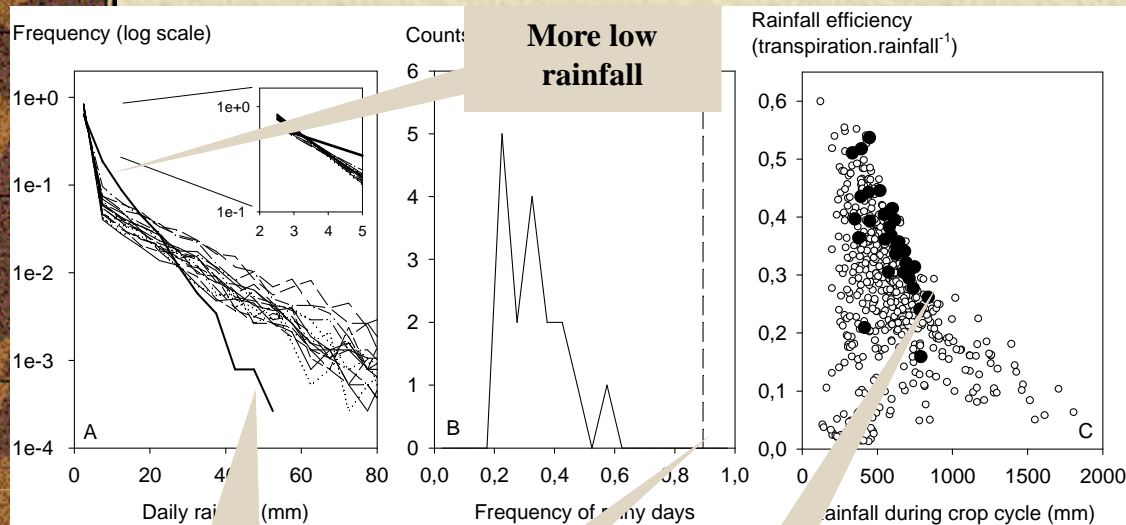 Frequency (log scale)
1e+0
1e-1
1e-2
1e-3
1e-4
A
0
20
40
60
80
Daily (mm)
1e+0
1e-1
2
3
4
5
More low
rainfall
Counts
6
5
4
3
2
1
0
B
0,0
0,2
0,4
0,6
0,8
1,0
Frequency of days
Rainfall efficiency
(transpiration.rainfall⁻¹)
0,6
0,5
0,4
0,3
0,2
0,1
0,0
C
0
500
1000
1500
2000
ainfall during crop cycle (mm)